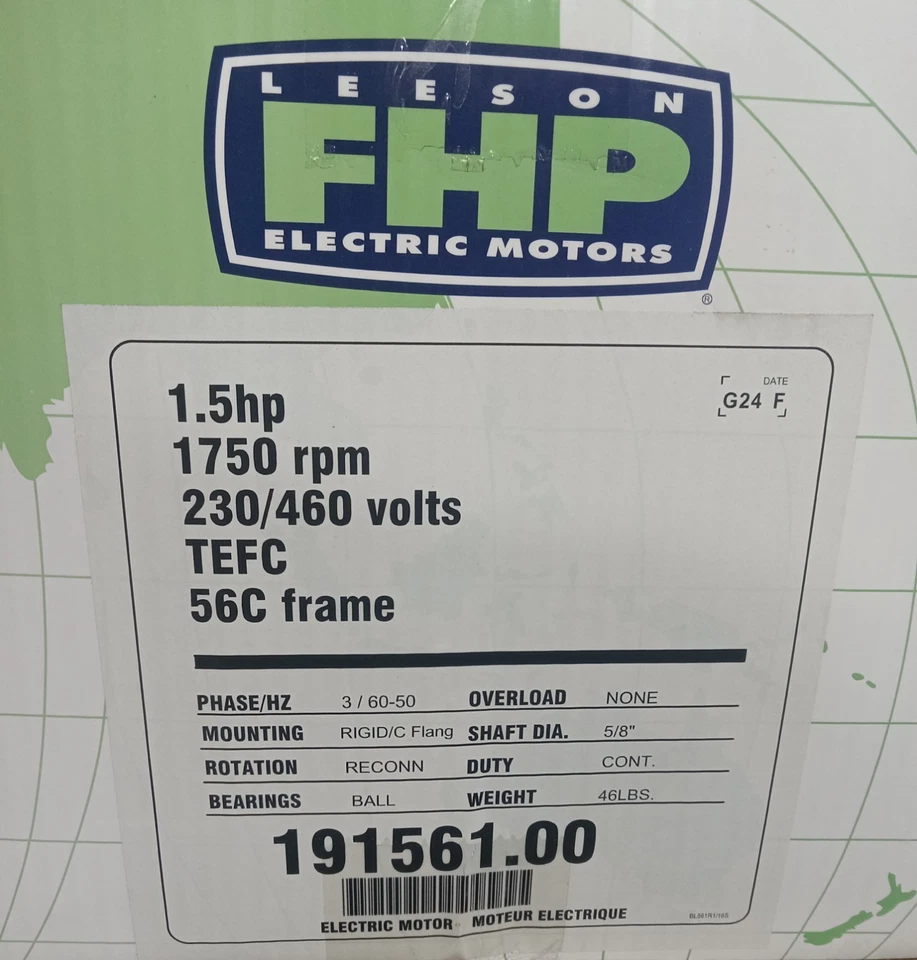 LEESON
FHP
ELECTRIC MOTORS
®
1.5hp
DATE
G24 F
1750 rpm
230/460 volts
TEFC
56C frame
PHASE/HZ 3 / 60-50 OVERLOAD NONE
MOUNTING RIGID/C Flang SHAFT DIA. 5/8"
ROTATION RECONN DUTY CONT.
BEARINGS BALL WEIGHT 46LBS.
191561.00
ELECTRIC MOTOR MOTEUR ELECTRIQUE